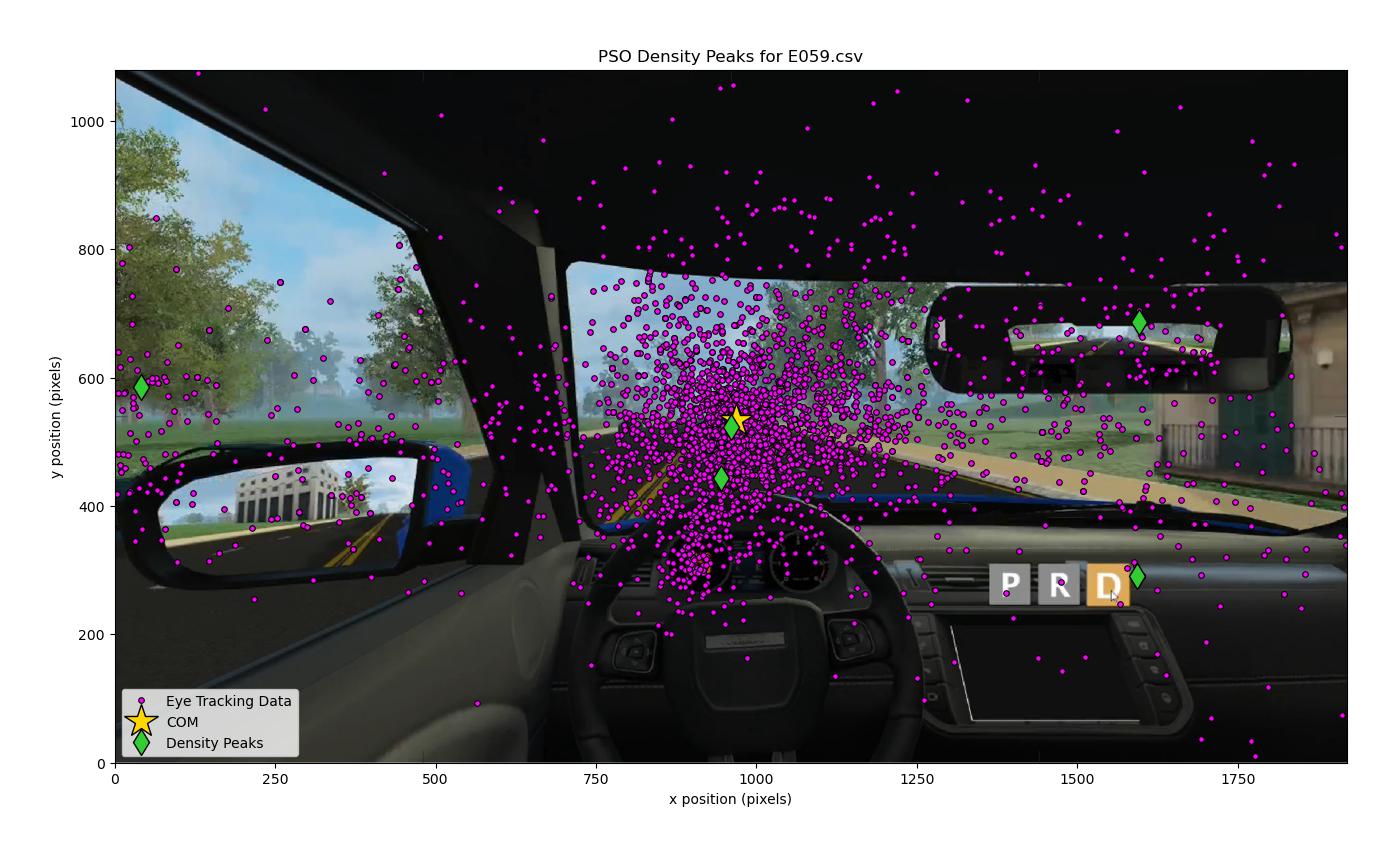 PSO Density Peaks for E059.csv
y position (pixels)
1000
800
600
400
200
0
P R D
Eye Tracking Data
COM
Density Peaks
0 250 500 750 1000 1250 1500 1750
x position (pixels)